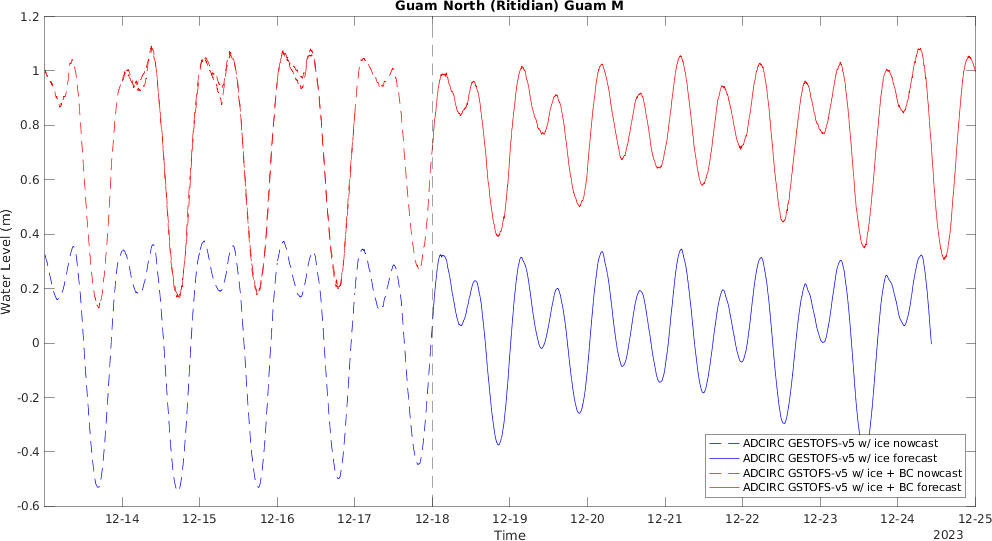 Guam North (Ritidian) Guam M
1.2
1
0.8
0.6
0.4
0.2
0
-0.2
-0.4
-0.6
Water Level (m)
ADCIRC GESTOFS-v5 w/ ice nowcast
ADCIRC GESTOFS-v5 w/ ice forecast
ADCIRC GSTOFS-v5 w/ ice + BC nowcast
ADCIRC GSTOFS-v5 w/ ice + BC forecast
12-14 12-15 12-16 12-17 12-18 12-19 12-20 12-21 12-22 12-23 12-24 12-25
Time
2023